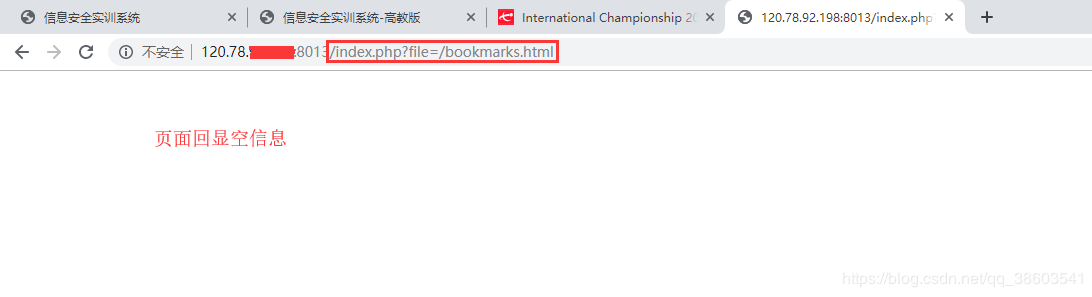 信息安全实训系统
信息安全实训系统-高教版
International Championship 20
120.78.92.198:8013/index.php
不安全
120.78. :8013/index.php?file=/bookmarks.html
页面回显空信息
https://blog.csdn.net/qq_38603541